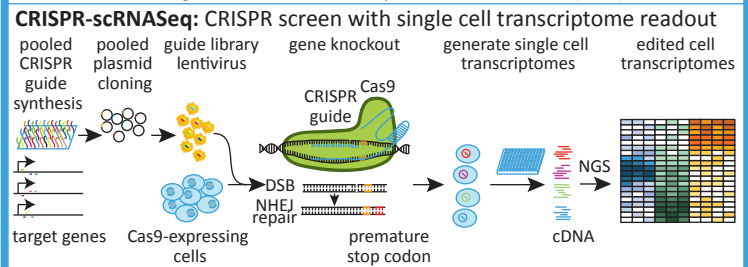 CRISPR-scRNASeq: CRISPR screen with single cell transcriptome readout
pooled
CRISPR
guide
synthesis
pooled
plasmid
cloning
guide library
lentivirus
gene knockout
generate single cell
transcriptomes
edited cell
transcriptomes
Cas9
CRISPR
guide
DSB
NHEJ
repair
NGS
target genes
Cas9-expressing
cells
premature
stop codon
cDNA